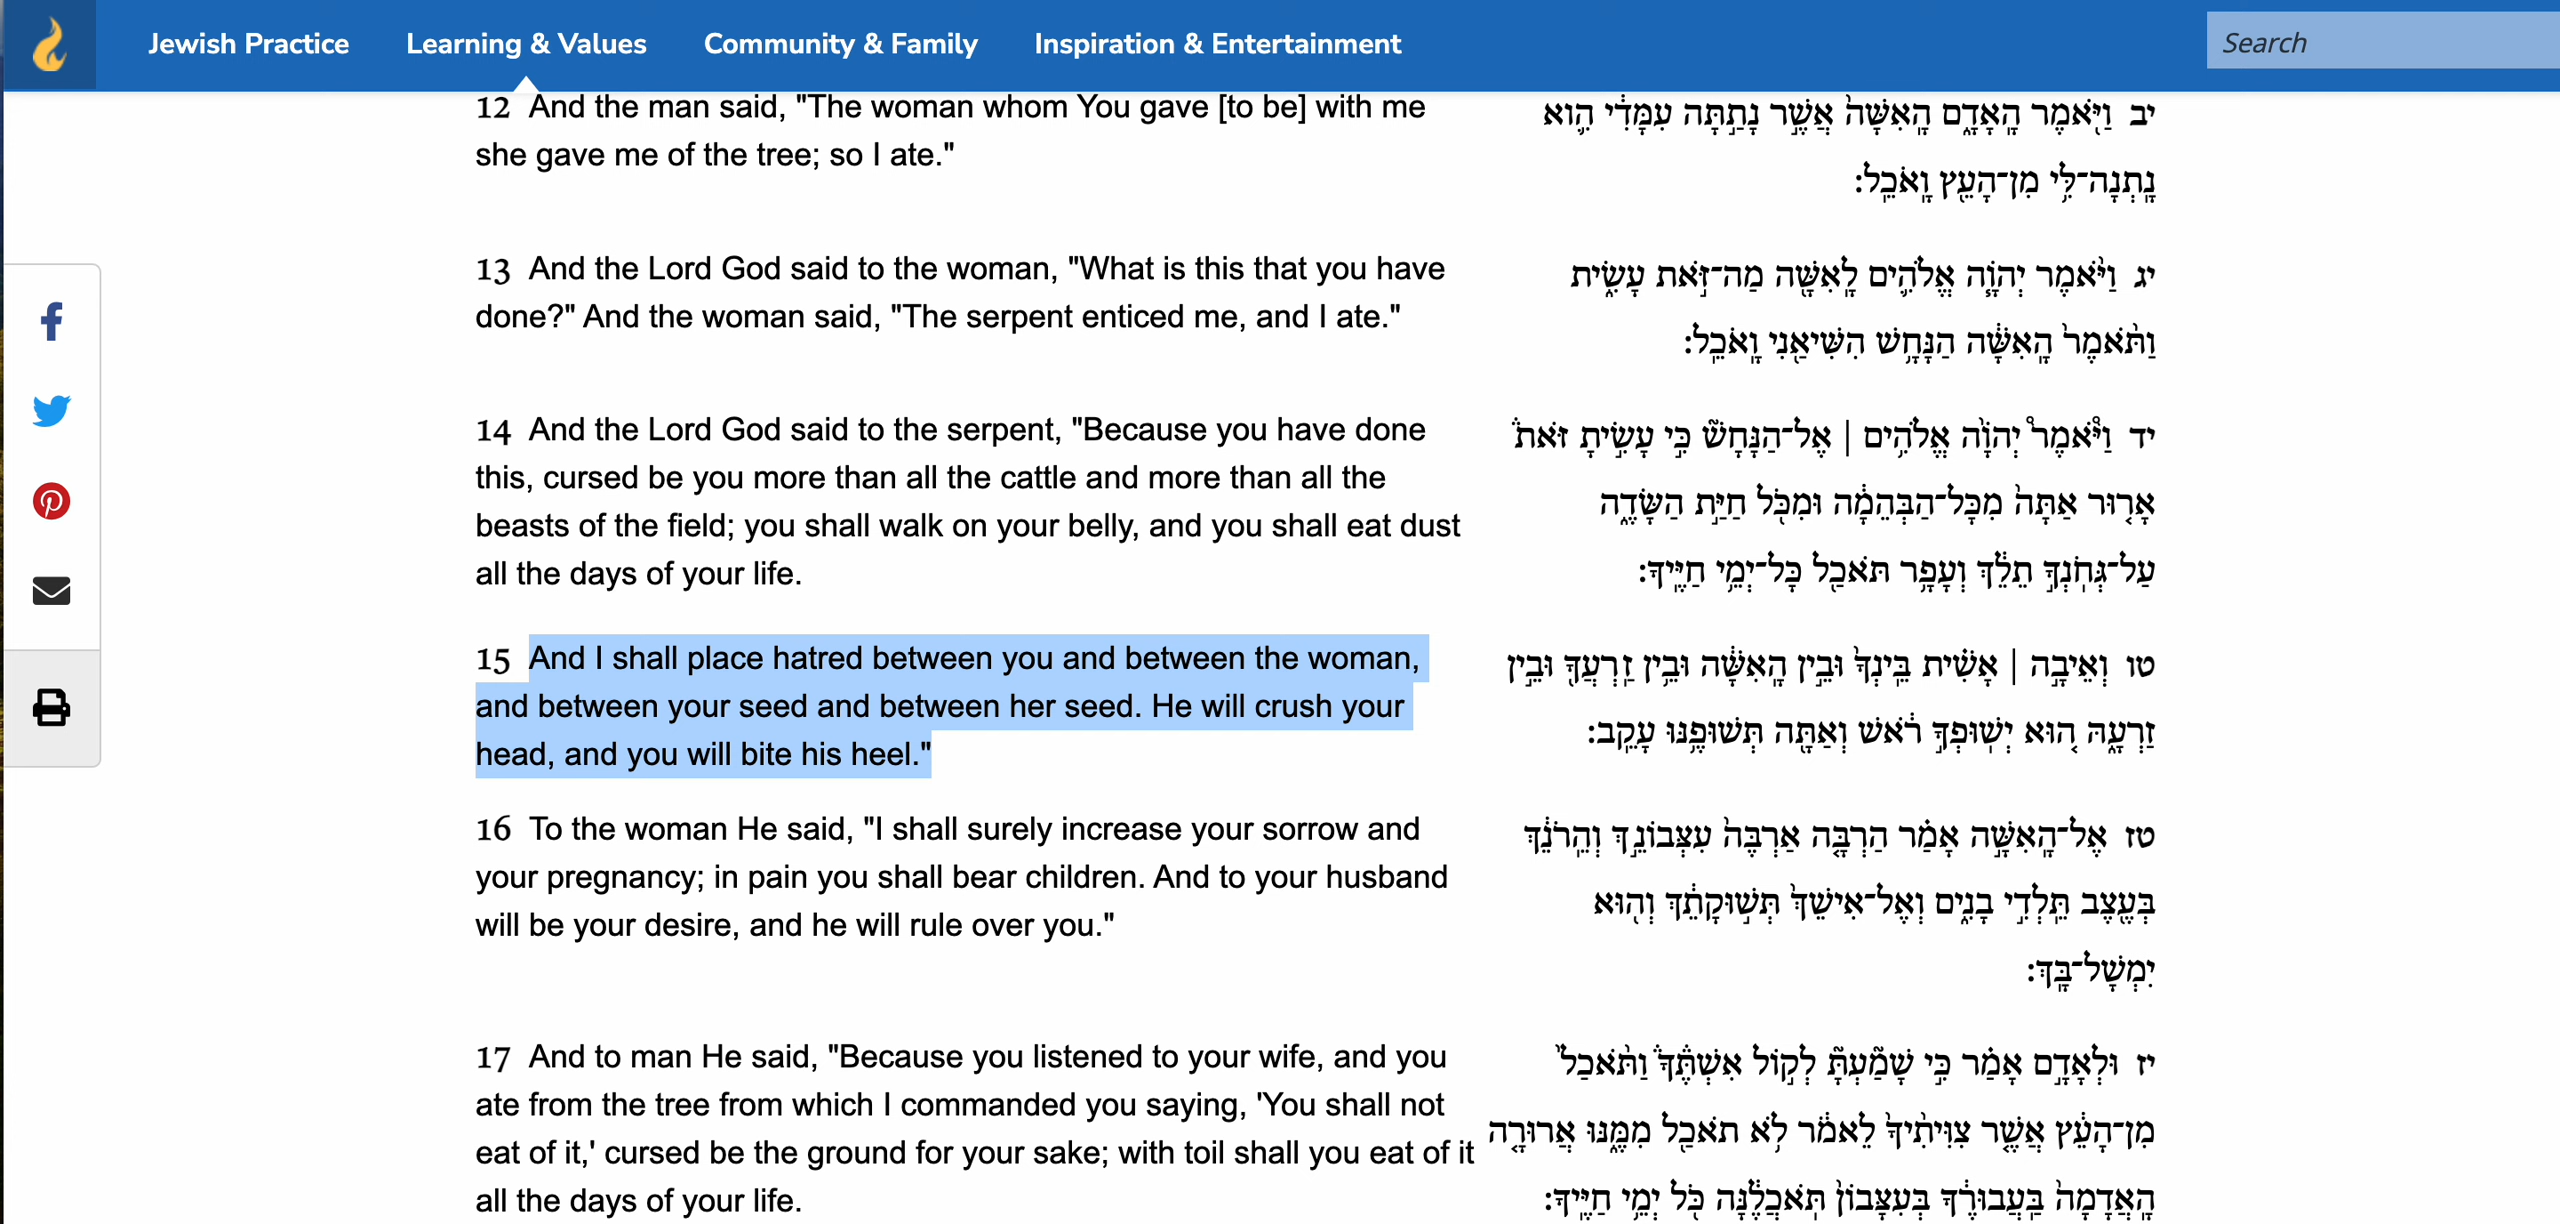 Jewish Practice
Learning & Values
Community & Family
Inspiration & Entertainment
Search
12 And the man said, "The woman whom You gave [to be] with me
she gave me of the tree; so I ate."
יב וַיֹּ֖אמֶר הָֽאָדָ֑ם הָֽאִשָּׁה֙ אֲשֶׁ֣ר נָתַ֣תָּה עִמָּדִ֔י הִ֛וא
נָֽתְנָה־לִּ֥י מִן־הָעֵ֖ץ וָֽאֹכֵֽל:
13 And the Lord God said to the woman, "What is this that you have
done?" And the woman said, "The serpent enticed me, and I ate."
יג וַיֹּ֨אמֶר יְהֹוָ֧ה אֱלֹהִ֛ים לָֽאִשָּׁ֖ה מַה־זֹּ֣את עָשִׂ֑ית
וַתֹּ֨אמֶר֙ הָֽאִשָּׁ֔ה הַנָּחָ֥שׁ הִשִּׁיאַ֖נִי וָֽאֹכֵֽל:
14 And the Lord God said to the serpent, "Because you have done
this, cursed be you more than all the cattle and more than all the
beasts of the field; you shall walk on your belly, and you shall eat dust
all the days of your life.
יד וַיֹּ֩אמֶר֩ יְהֹוָ֨ה אֱלֹהִ֥ים | אֶל־הַנָּחָשׁ֘ כִּ֣י עָשִׂ֣יתָ זֹּאת֒
אָר֤וּר אַתָּה֙ מִכָּל־הַבְּהֵמָ֔ה וּמִכֹּ֖ל חַיַּ֣ת הַשָּׂדֶ֑ה
עַל־גְּחֹֽנְךָ֣ תֵלֵ֔ךְ וְעָפָ֥ר תֹּאכַ֖ל כָּל־יְמֵ֥י חַיֶּֽיךָ:
15 And I shall place hatred between you and between the woman,
and between your seed and between her seed. He will crush your
head, and you will bite his heel."
טו וְאֵיבָ֣ה | אָשִׁ֗ית בֵּֽינְךָ֙ וּבֵ֣ין הָֽאִשָּׁ֔ה וּבֵ֥ין זַרְעֲךָ֖ וּבֵ֣ין
זַרְעָ֑הּ ה֚וּא יְשֽׁוּפְךָ֣ רֹ֔אשׁ וְאַתָּ֖ה תְּשׁוּפֶ֥נּוּ עָקֵֽב:
16 To the woman He said, "I shall surely increase your sorrow and
your pregnancy; in pain you shall bear children. And to your husband
will be your desire, and he will rule over you."
טז אֶל־הָֽאִשָּׁ֣ה אָמַ֗ר הַרְבָּ֤ה אַרְבֶּה֙ עִצְּבוֹנֵ֣ךְ וְהֵֽרֹנֵ֔ךְ
בְּעֶ֖צֶב תֵּֽלְדִ֣י בָנִ֑ים וְאֶל־אִישֵׁךְ֙ תְּשׁ֣וּקָתֵ֔ךְ וְה֖וּא
יִמְשָׁל־בָּֽךְ:
17 And to man He said, "Because you listened to your wife, and you
ate from the tree from which I commanded you saying, 'You shall not
eat of it,' cursed be the ground for your sake; with toil shall you eat of it
all the days of your life.
יז וּלְאָדָ֣ם אָמַ֗ר כִּ֣י שָׁמַ֘עְתָּ֘ לְק֣וֹל אִשְׁתֶּ֒ךָ֒ וַתֹּ֨אכַל֙
מִן־הָעֵ֔ץ אֲשֶׁ֤ר צִוִּיתִ֨יךָ֙ לֵאמֹ֔ר לֹ֥א תֹאכַ֖ל מִמֶּ֑נּוּ אֲרוּרָ֤ה
הָֽאֲדָמָה֙ בַּֽעֲבוּרֶ֔ךָ בְּעִצָּבוֹן֙ תֹּֽאכֲלֶ֔נָּה כֹּ֖ל יְמֵ֥י חַיֶּֽיךָ: